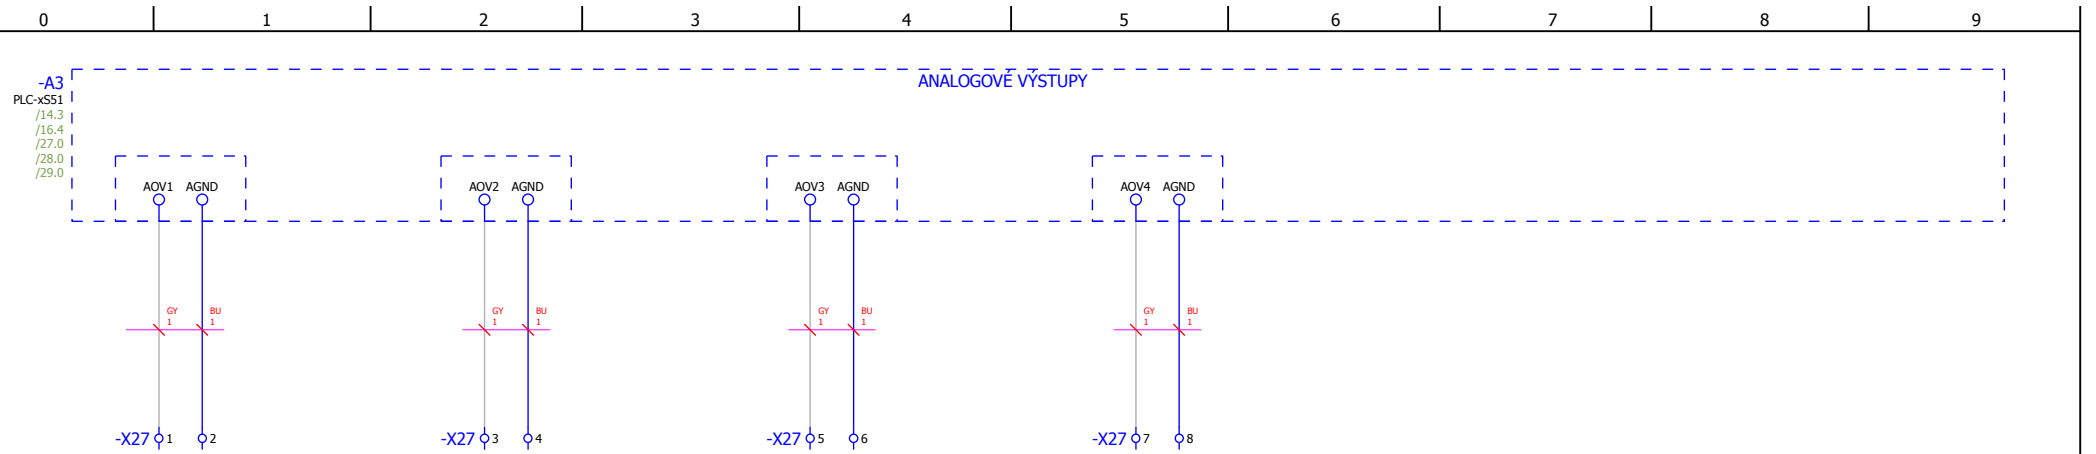 0 1 2 3 4 5 6 7 8 9
ANALOGOVÉ VÝSTUPY
-A3
PLC-xS51
/14.3
/16.4
/27.0
/28.0
/29.0
AOV1 AGND AOV2 AGND AOV3 AGND AOV4 AGND
GY BU GY BU GY BU GY BU
1 1 1 1 1 1 1 1
-X27 1 2 -X27 3 4 -X27 5 6 -X27 7 8